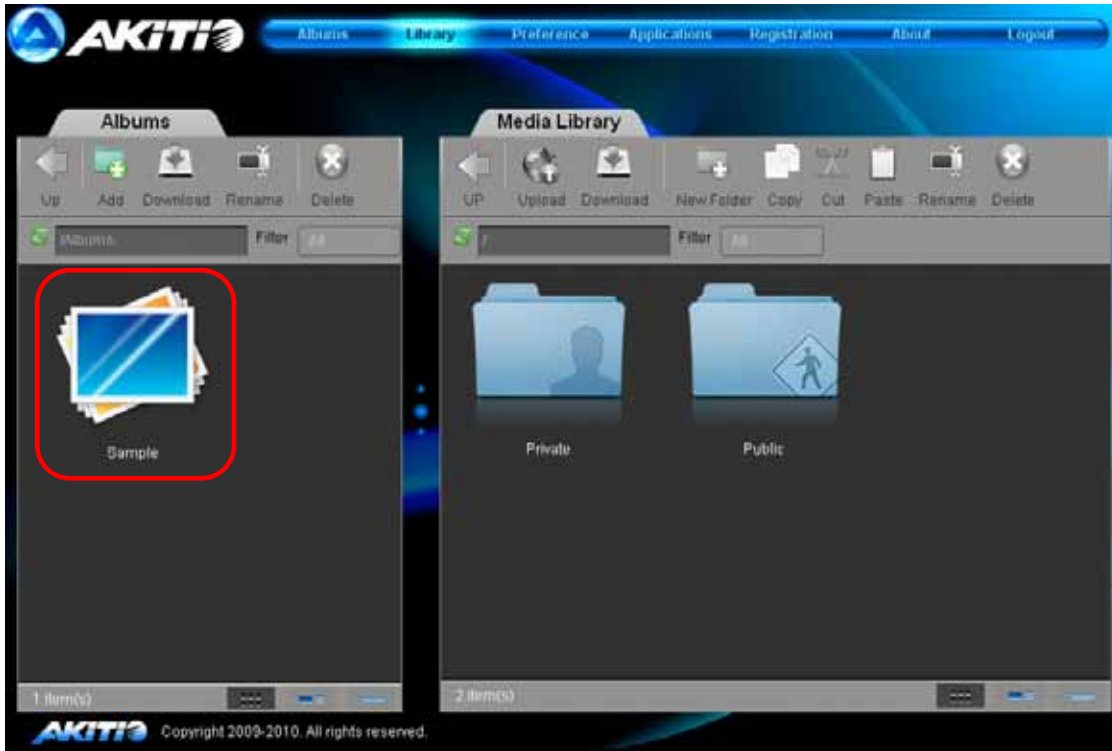 AKiTiO Albums Library Preference Applications Registration About Logout
Albums
Up Add Download Rename Delete
/Albums Filter All
Sample
1 item(s)
Media Library
UP Upload Download New Folder Copy Cut Paste Rename Delete
/ Filter All
Private Public
2 item(s)
AKiTiO Copyright 2009-2010. All rights reserved.